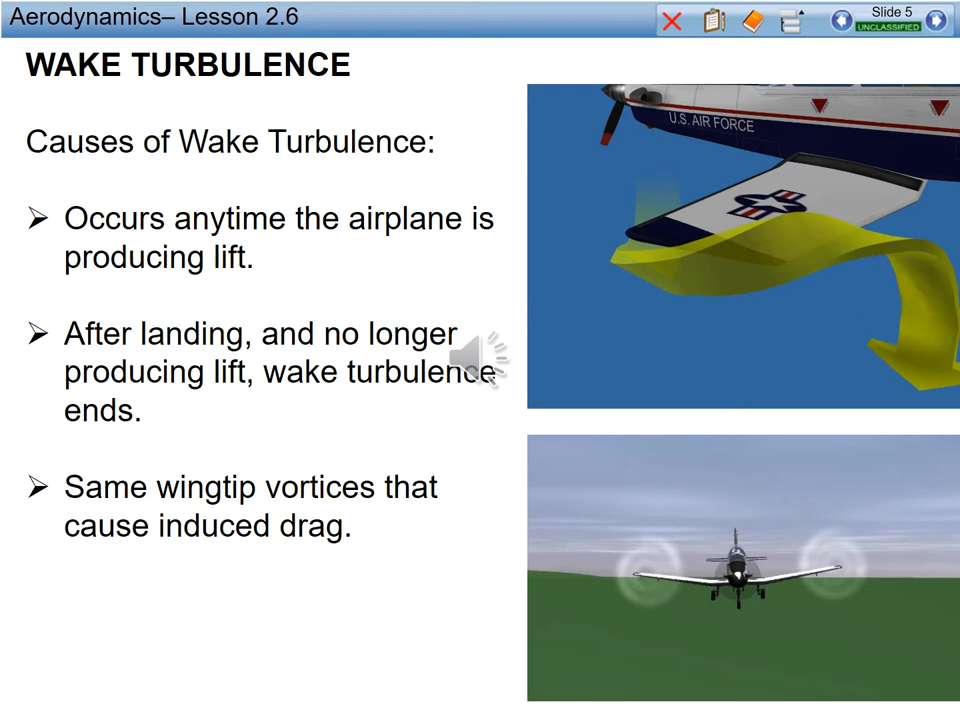 Aerodynamics– Lesson 2.6
Slide 5
UNCLASSIFIED
WAKE TURBULENCE
Causes of Wake Turbulence:
Occurs anytime the airplane is
producing lift.
After landing, and no longer
producing lift, wake turbulence
ends.
Same wingtip vortices that
cause induced drag.
U.S. AIR FORCE